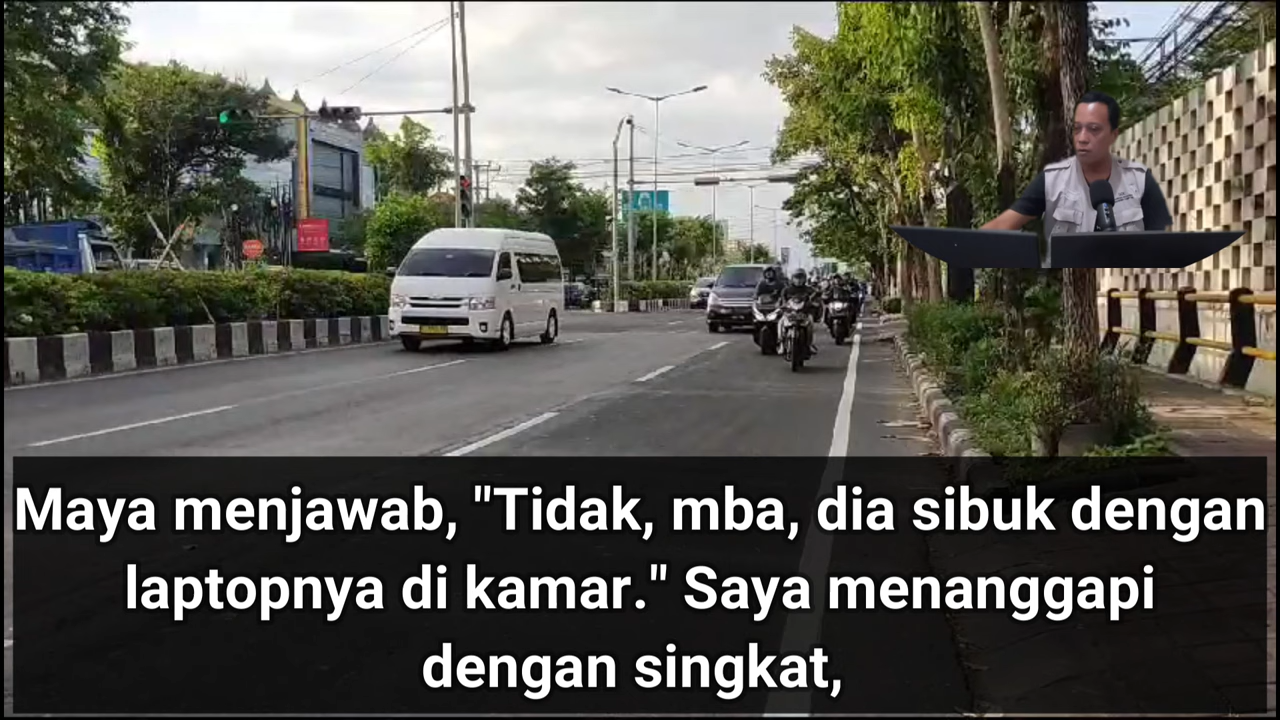 Maya menjawab, "Tidak, mba, dia sibuk dengan
laptopnya di kamar." Saya menanggapi
dengan singkat,